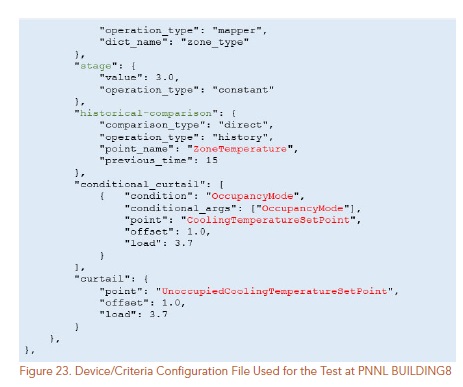 "operation_type": "mapper",
"dict_name": "zone_type"
},
"stage": {
"value": 3.0,
"operation_type": "constant"
},
"historical-comparison": {
"comparison_type": "direct",
"operation_type": "history",
"point_name": "ZoneTemperature",
"previous_time": 15
},
"conditional_curtail": [
{ "condition": "OccupancyMode",
"conditional_args": ["OccupancyMode"],
"point": "CoolingTemperatureSetPoint",
"offset": 1.0,
"load": 3.7
}
],
"curtail": {
"point": "UnoccupiedCoolingTemperatureSetPoint",
"offset": 1.0,
"load": 3.7
}
},
},
Figure 23. Device/Criteria Configuration File Used for the Test at PNNL BUILDING8